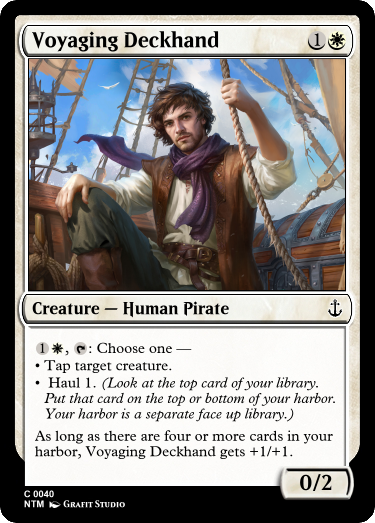 Voyaging Deckhand 1
Creature — Human Pirate
1, : Choose one —
• Tap target creature.
• Haul 1. (Look at the top card of your library.
Put that card on the top or bottom of your harbor.
Your harbor is a separate face up library.)
As long as there are four or more cards in your
harbor, Voyaging Deckhand gets +1/+1.
0/2
C 0040
NTM Grafit Studio